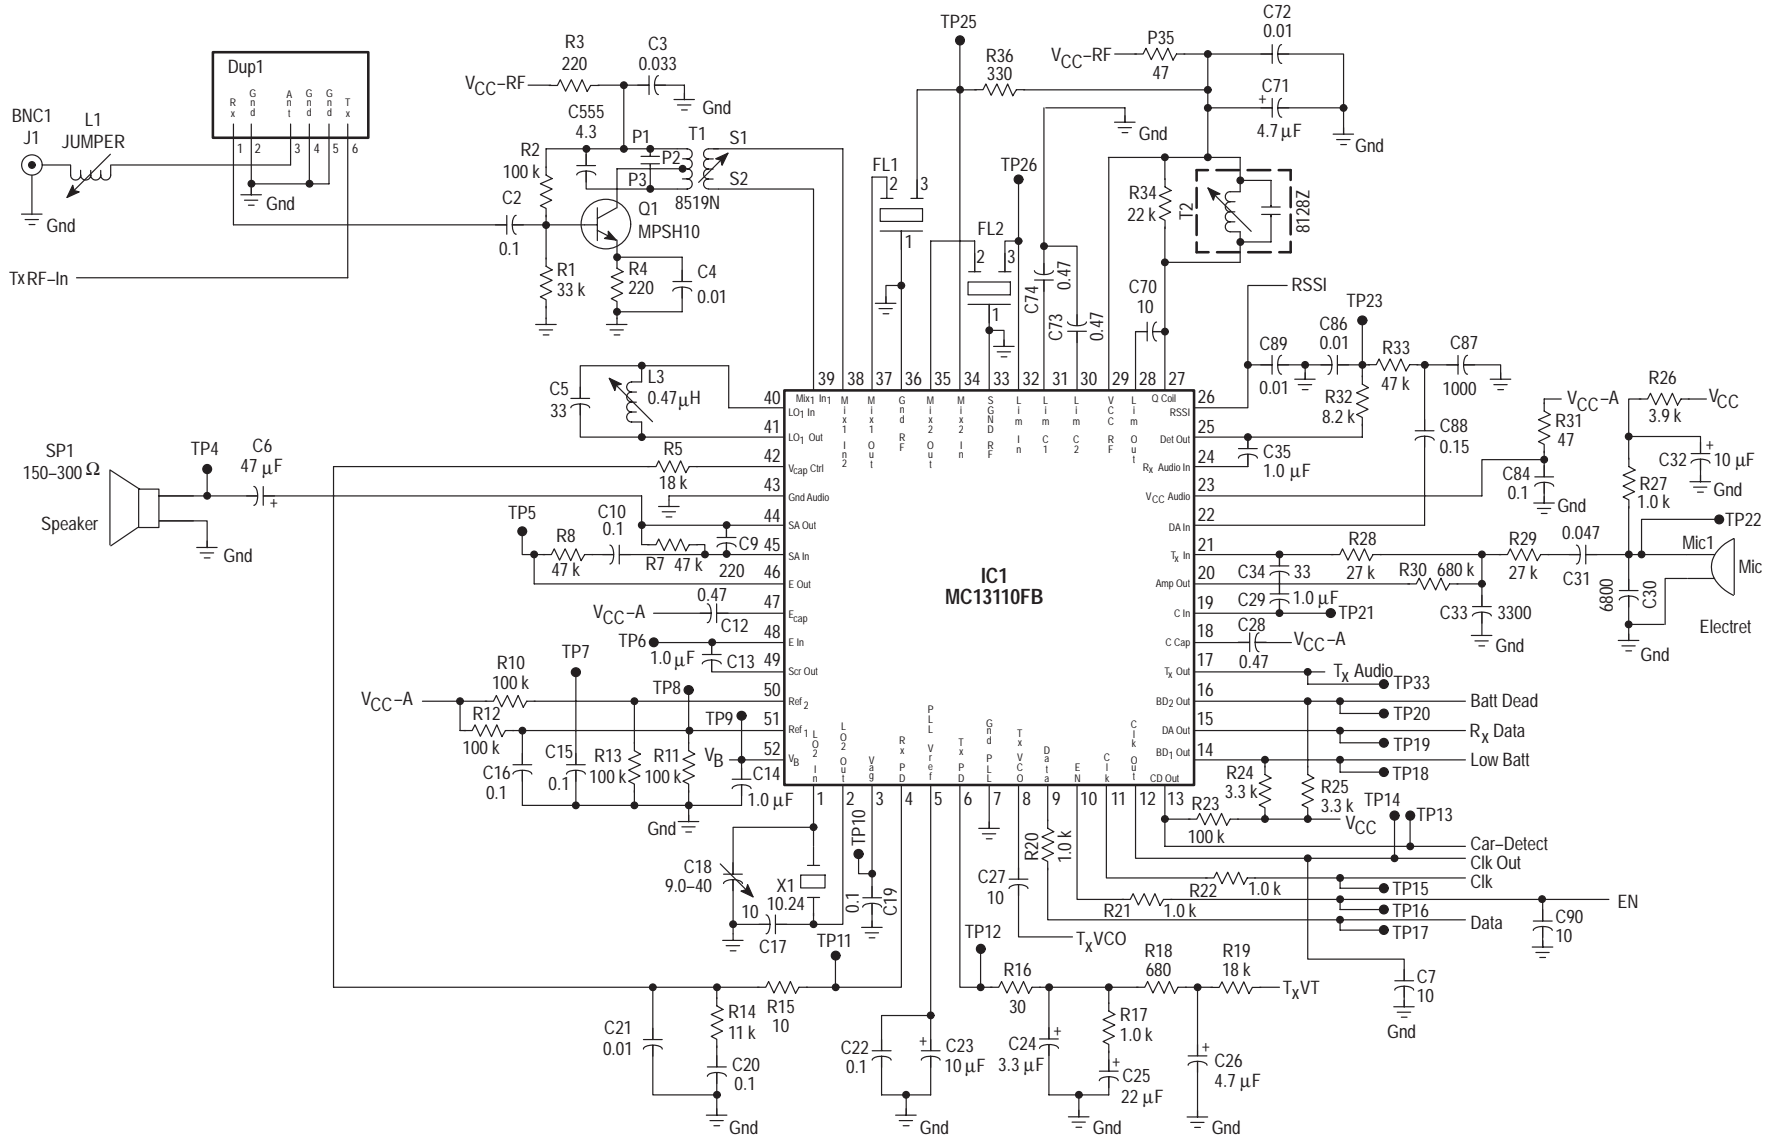 TP25
C72
0.01
R3
220
C3
0.033
R36
330
VCC–RF
P35
47
VCC–RF
Gnd
C71
+
4.7 µF
Gnd
Gnd
Dup1
Rx
Gnd
Ant
Gnd
Gnd
Tx
1
2
3
4
5
6
Gnd
BNC1
J1
L1
JUMPER
Gnd
TxRF–In
C555
4.3
P1
P2
P3
T1
S1
S2
8519N
R2
100 k
C2
0.1
Q1
MPSH10
R1
33 k
R4
220
C4
0.01
FL1
2
3
1
TP26
FL2
2
3
1
C74
0.47
C73
0.47
R34
22 k
T2
8128Z
C70
10
RSSI
TP23
C89
0.01
C86
0.01
R33
47 k
C87
1000
R32
8.2 k
C88
0.15
C35
1.0 µF
VCC–A
R31
47
C84
0.1
Gnd
R26
3.9 k
VCC
+
C32
10 µF
Gnd
R27
1.0 k
TP22
Mic1
Mic
Electret
0.047
C31
R29
27 k
R28
27 k
R30
680 k
C34
33
C29
1.0 µF
TP21
C33
3300
Gnd
6800
C30
Gnd
C28
0.47
VCC–A
C5
33
L3
0.47µH
SP1
150–300 Ω
Speaker
TP4
C6
47 µF
+
Gnd
R5
18 k
TP5
R8
47 k
C10
0.1
R7
47 k
C9
220
VCC–A
0.47
C12
TP6
1.0 µF
C13
TP7
R10
100 k
VCC–A
R12
100 k
TP8
TP9
VB
C16
0.1
C15
0.1
R13
100 k
R11
100 k
C14
1.0 µF
Gnd
IC1
MC13110FB
39
38
37
36
35
34
33
32
31
30
29
28
27
Mix1 In1
Mix1 In2
Mix1 Out
Gnd RF
Mix2 Out
Mix2 In
SGND RF
Lim In
Lim C1
Lim C2
VCC RF
Lim Out
Q Coil
40
LO1 In
41
LO1 Out
42
Vcap Ctrl
43
Gnd Audio
44
SA Out
45
SA In
46
E Out
47
Ecap
48
E In
49
Scr Out
50
Ref2
51
Ref1
52
VB
26
RSSI
25
Det Out
24
Rx Audio In
23
VCC Audio
22
DA In
21
Tx In
20
Amp Out
19
C In
18
C Cap
17
Tx Out
16
BD2 Out
15
DA Out
14
BD1 Out
LO2 In
LO2 Out
Vag
Rx PD
PLL Vref
Tx PD
Gnd PLL
Tx VCO
Data
EN
Clk
Clk Out
CD Out
1
2
3
4
5
6
7
8
9
10
11
12
13
Tx Audio
TP33
Batt Dead
TP20
Rx Data
TP19
Low Batt
TP18
R24
3.3 k
R25
3.3 k
R23
100 k
VCC
TP14
TP13
Car–Detect
Clk Out
Clk
R22
1.0 k
TP15
R21
1.0 k
TP16
EN
Data
TP17
C90
10
R20
1.0 k
C27
10
TxVCO
C18
9.0–40
X1
10.24
10
C17
TP10
0.1
C19
TP11
TP12
R15
10
R14
11 k
C21
0.01
C20
0.1
Gnd
C22
0.1
+
C23
10 µF
Gnd
R16
30
R18
680
R19
18 k
TxVT
R17
1.0 k
C24
3.3 µF
+
+
C25
22 µF
Gnd
+
C26
4.7 µF
Gnd
C7
10
Gnd